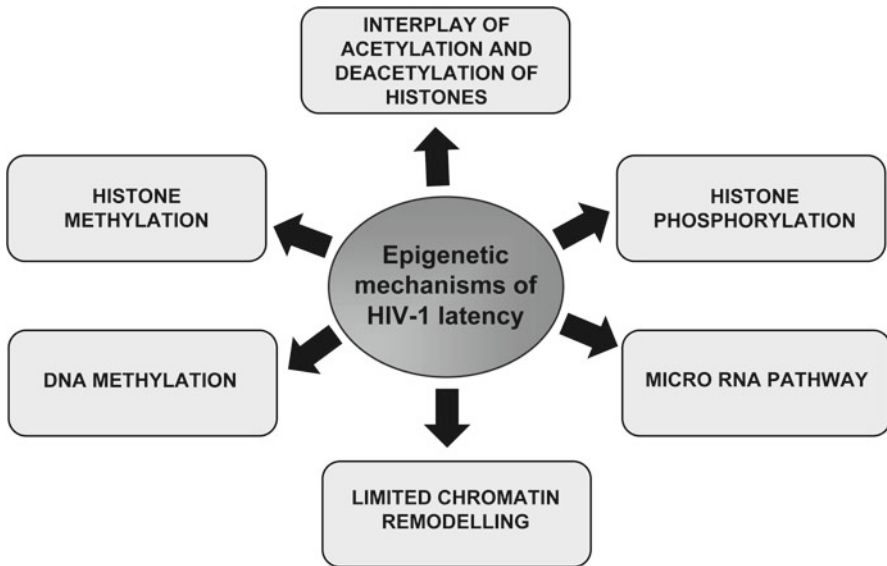 INTERPLAY OF
ACETYLATION AND
DEACETYLATION OF
HISTONES
HISTONE
METHYLATION
HISTONE
PHOSPHORYLATION
Epigenetic
mechanisms of
HIV-1 latency
DNA METHYLATION
MICRO RNA PATHWAY
LIMITED CHROMATIN
REMODELLING